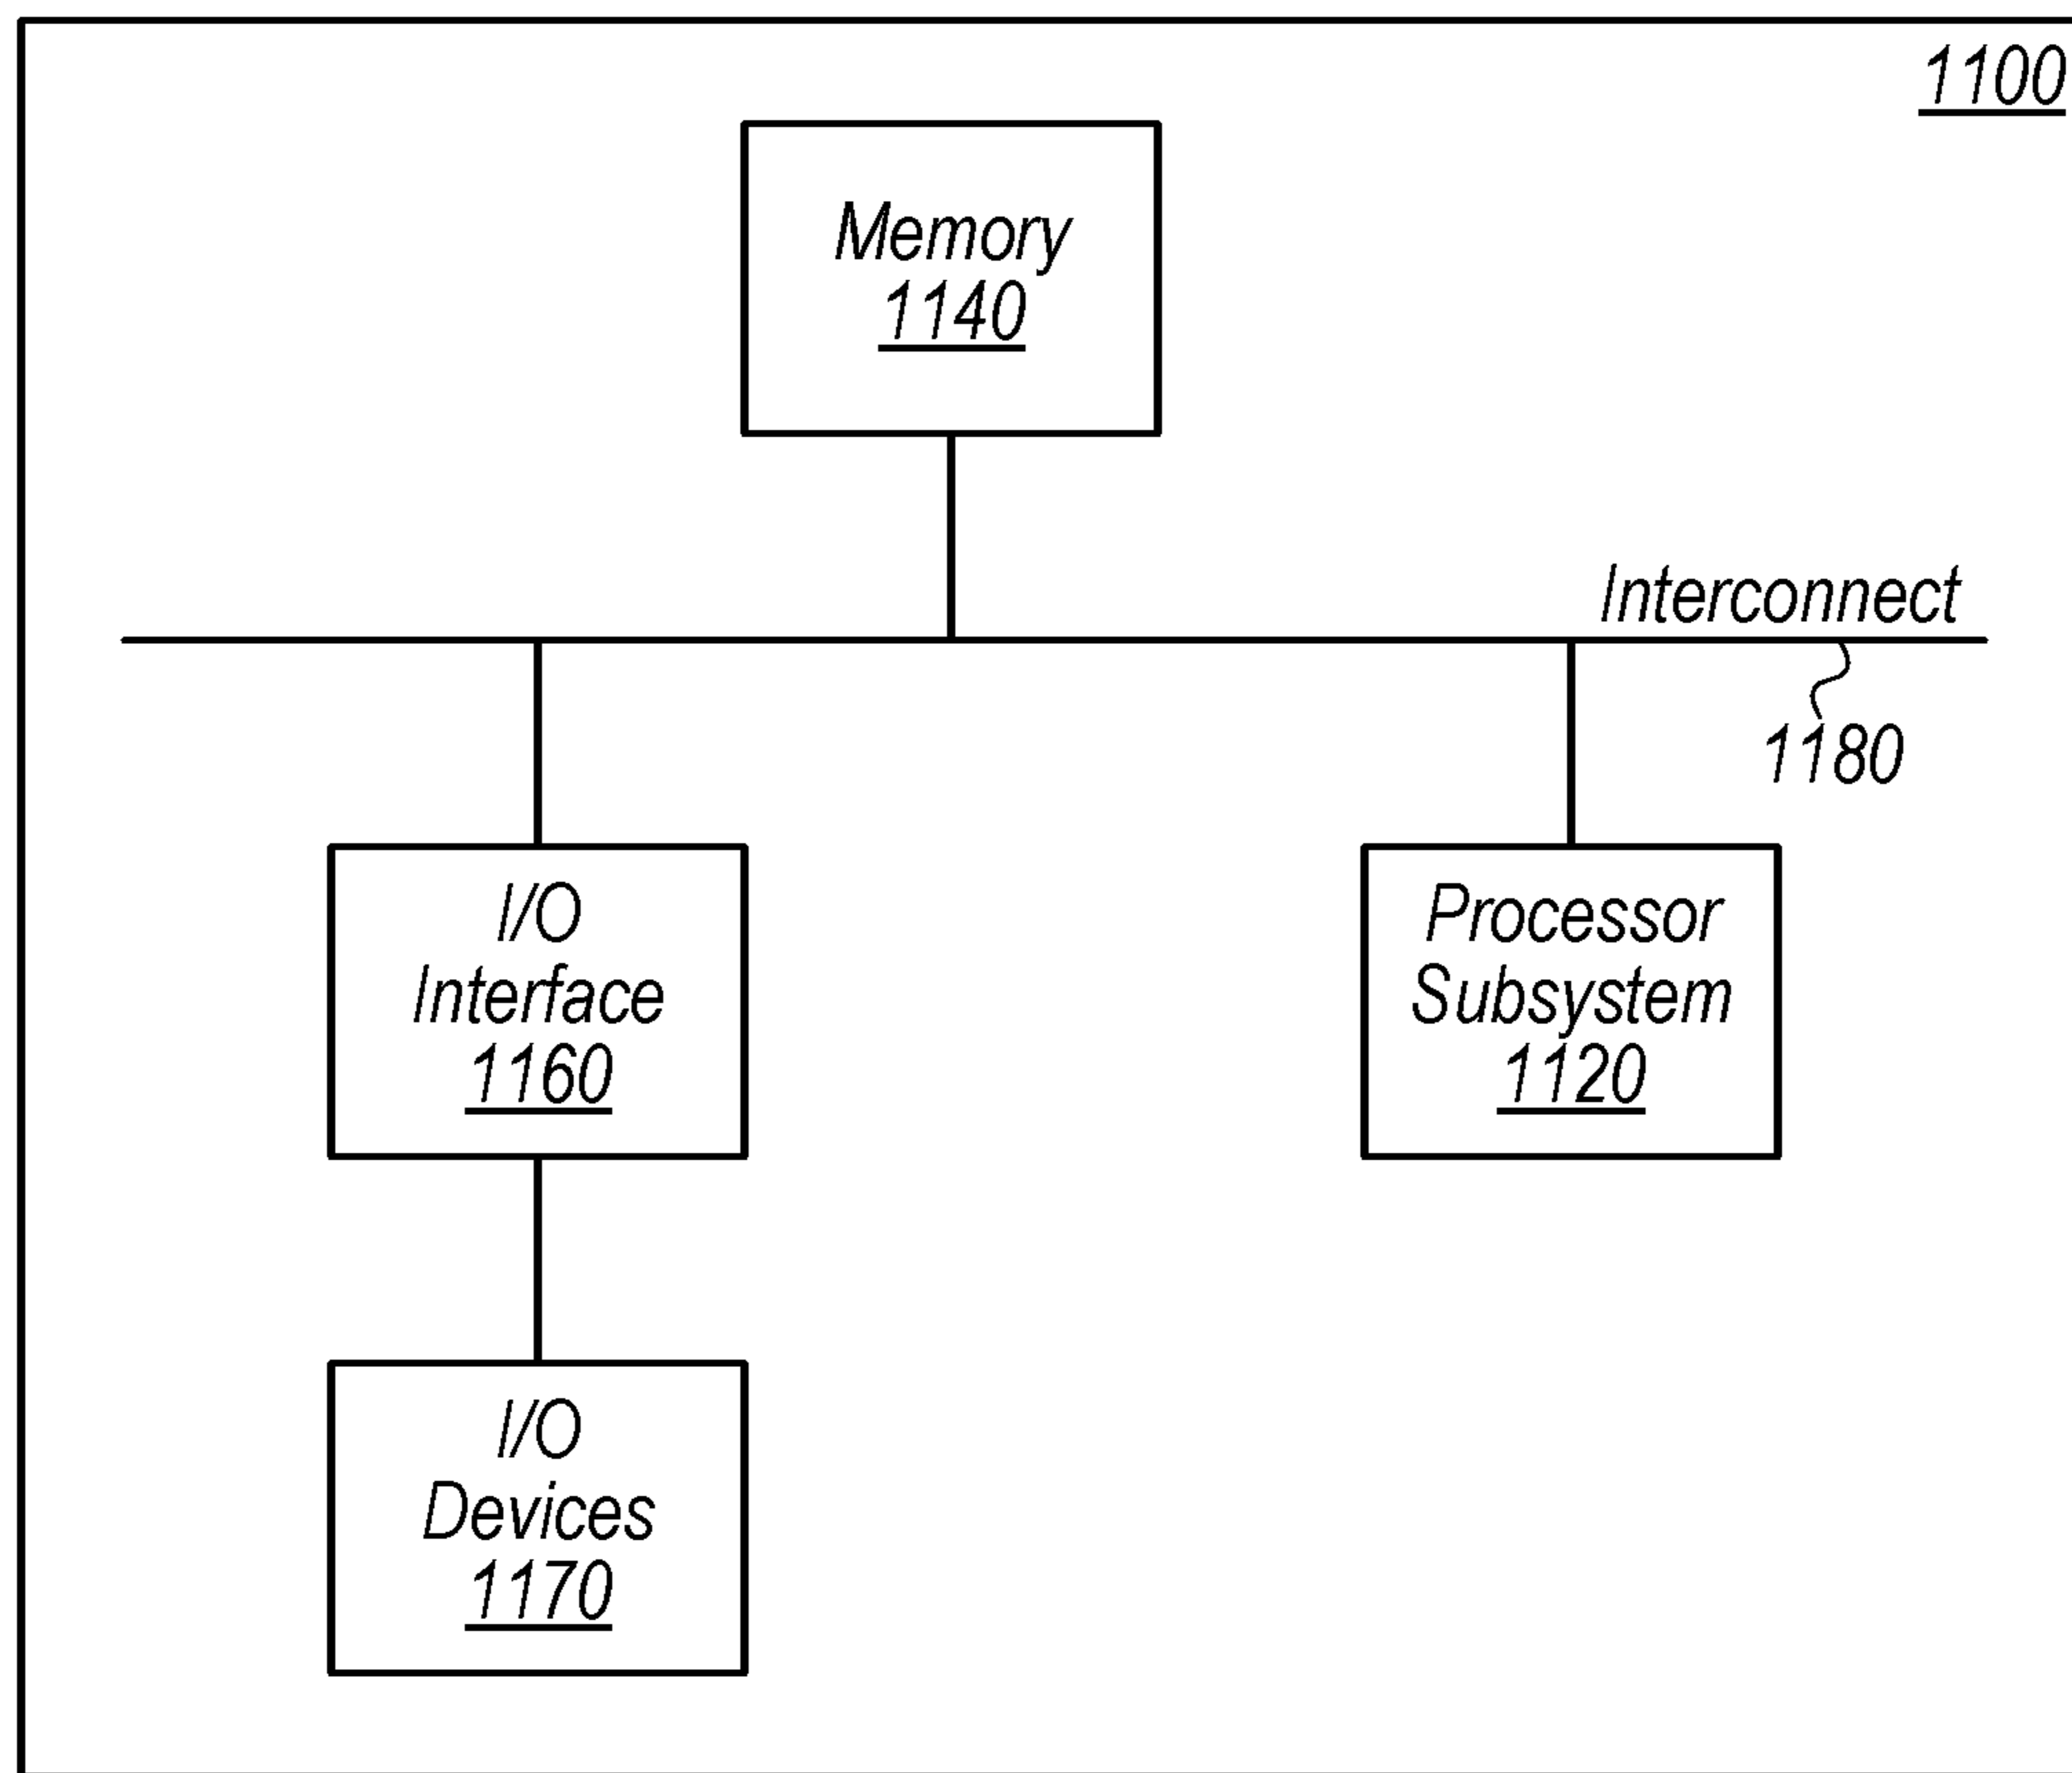 1100
Memory
1140
Interconnect
1180
I/O
Interface
1160
Processor
Subsystem
1120
I/O
Devices
1170